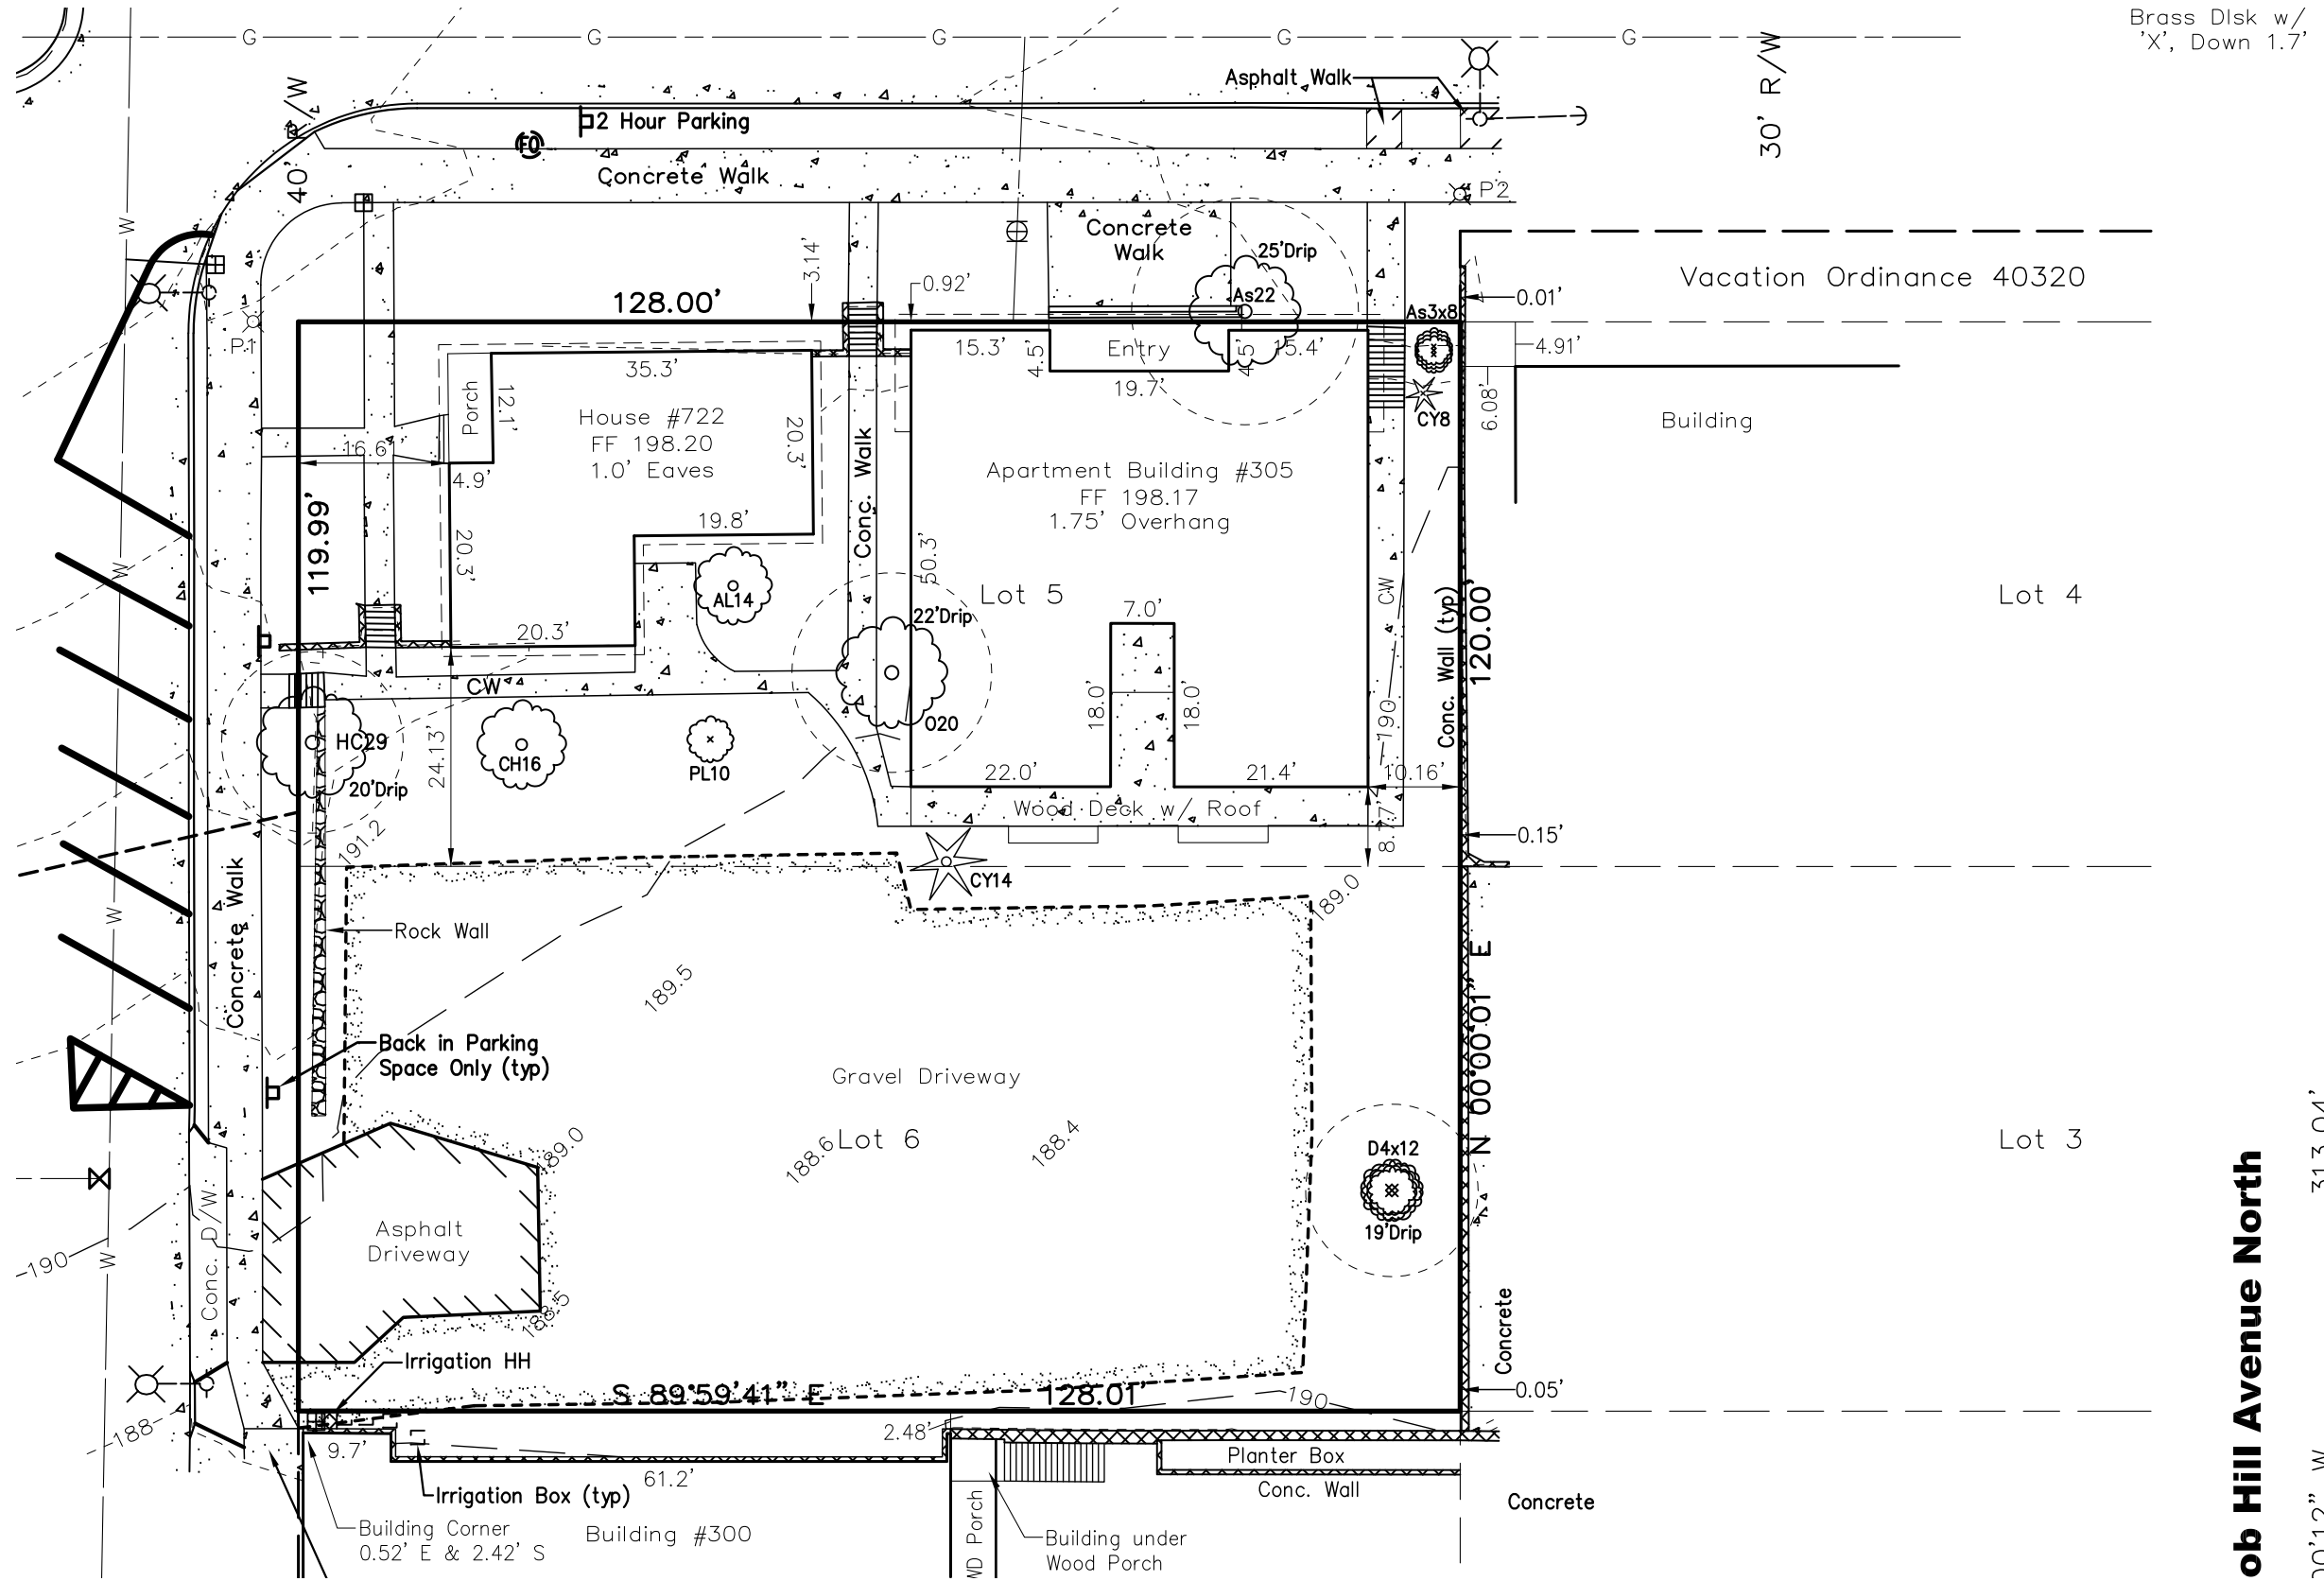 Brass DIsk w/
'X', Down 1.7'
G
G
G
G
G
Asphalt Walk
30' R/W
40'
/W
2 Hour Parking
FO
Concrete Walk
P2
W
Concrete
Walk
25'Drip
Vacation Ordinance 40320
3.14'
0.92'
128.00'
As22
As3x8
0.01'
P1
15.3'
4.5'
Entry
4.5'
15.4'
4.91'
19.7'
35.3'
Porch
12.1'
House #722
FF 198.20
1.0' Eaves
20.3'
CY8
6.08'
Building
16.6'
4.9'
Conc. Walk
Apartment Building #305
FF 198.17
1.75' Overhang
119.99'
19.8'
20.3'
50.3'
W
AL14
Lot 5
CW
Conc. Wall (typ)
120.00'
Lot 4
7.0'
22'Drip
20.3'
CW
18.0'
18.0'
190
O20
HC29
CH16
PL10
24.13'
20'Drip
22.0'
21.4'
10.16'
Wood Deck w/ Roof
8.77'
0.15'
191.2
CY14
189.0
Concrete Walk
W
Rock Wall
189.5
N 00°00'01" E
Back in Parking
Space Only (typ)
Gravel Driveway
Lot 6
188.6
188.4
189.0
D4x12
19'Drip
Lot 3
313.04'
Asphalt
Driveway
Conc. D/W
190
W
188.5
Concrete
ob Hill Avenue North
Irrigation HH
S 89°59'41" E
128.01'
190
0.05'
188
9.7'
2.48'
Planter Box
61.2'
Conc. Wall
Irrigation Box (typ)
Concrete
Building Corner
0.52' E & 2.42' S
Building #300
WD Porch
Building under
Wood Porch
00'12" W